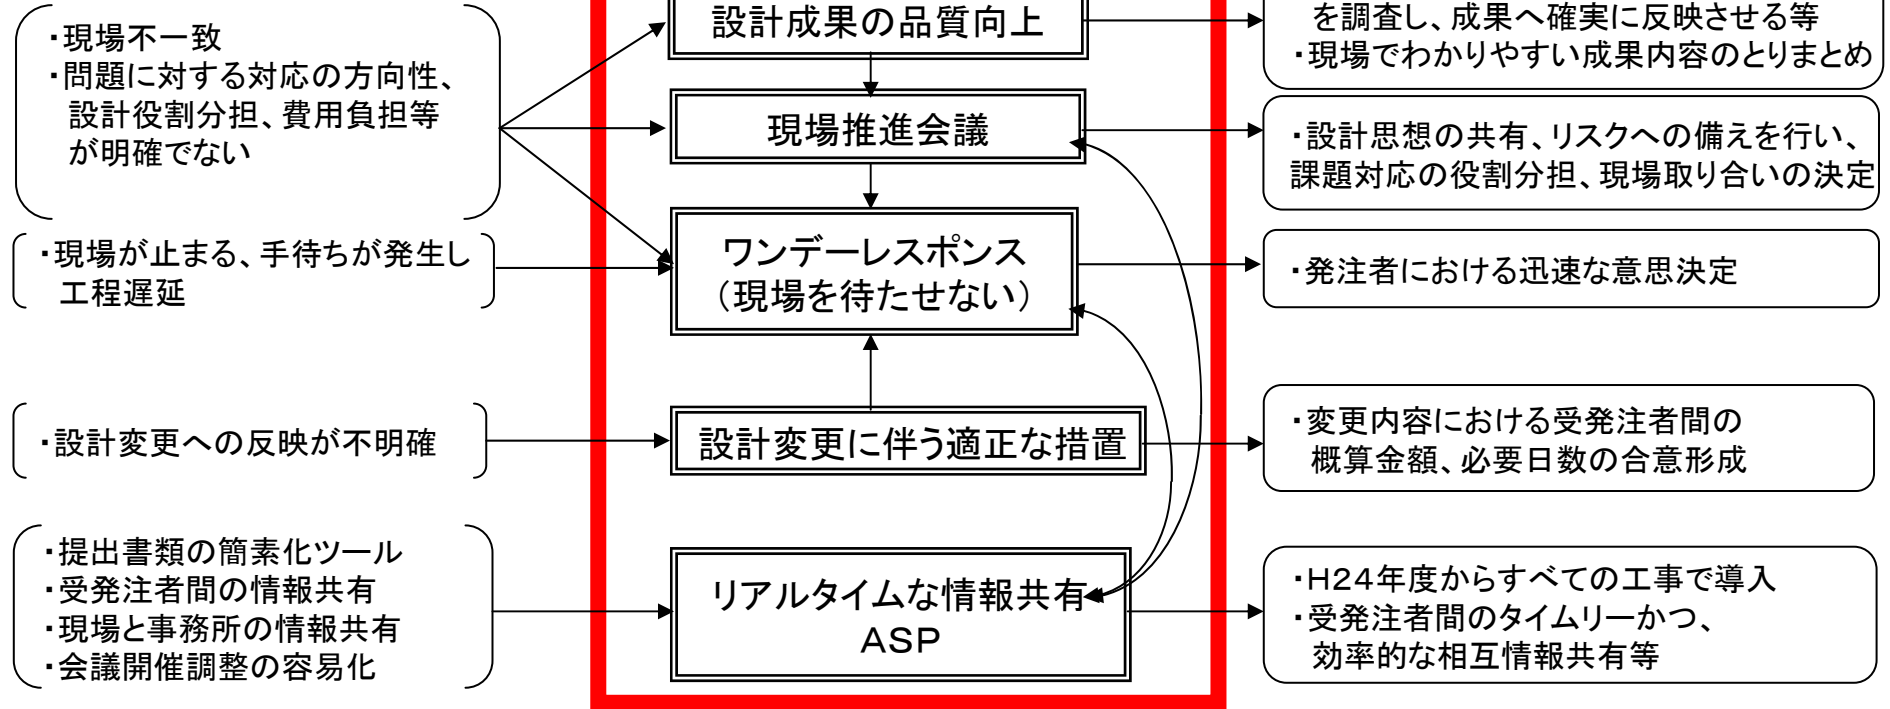 ・現場不一致
・問題に対する対応の方向性、
設計役割分担、費用負担等
が明確でない
・現場が止まる、手待ちが発生し
工程遅延
・設計変更への反映が不明確
・提出書類の簡素化ツール
・受発注者間の情報共有
・現場と事務所の情報共有
・会議開催調整の容易化
設計成果の品質向上
現場推進会議
ワンデーレスポンス
（現場を待たせない）
設計変更に伴う適正な措置
リアルタイムな情報共有
ASP
を調査し、成果へ確実に反映させる等
・現場でわかりやすい成果内容のとりまとめ
・設計思想の共有、リスクへの備えを行い、
課題対応の役割分担、現場取り合いの決定
・発注者における迅速な意思決定
・変更内容における受発注者間の
概算金額、必要日数の合意形成
・H24年度からすべての工事で導入
・受発注者間のタイムリーかつ、
効率的な相互情報共有等